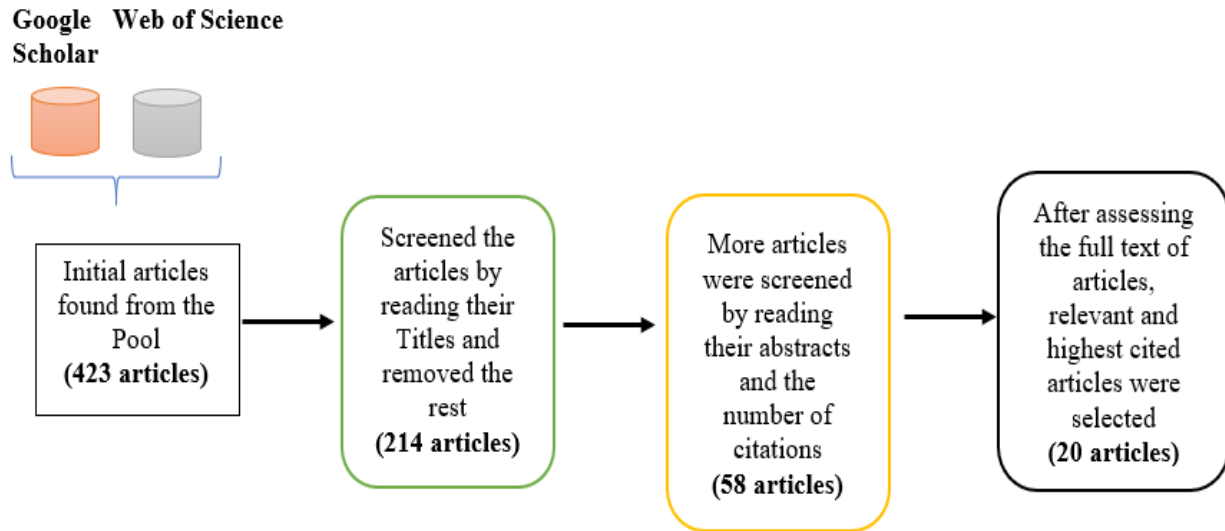 Google
Scholar
Web of Science
Initial articles
found from the
Pool
(423 articles)
Screened the
articles by
reading their
Titles and
removed the
rest
(214 articles)
More articles
were screened
by reading
their abstracts
and the
number of
citations
(58 articles)
After assessing
the full text of
articles,
relevant and
highest cited
articles were
selected
(20 articles)